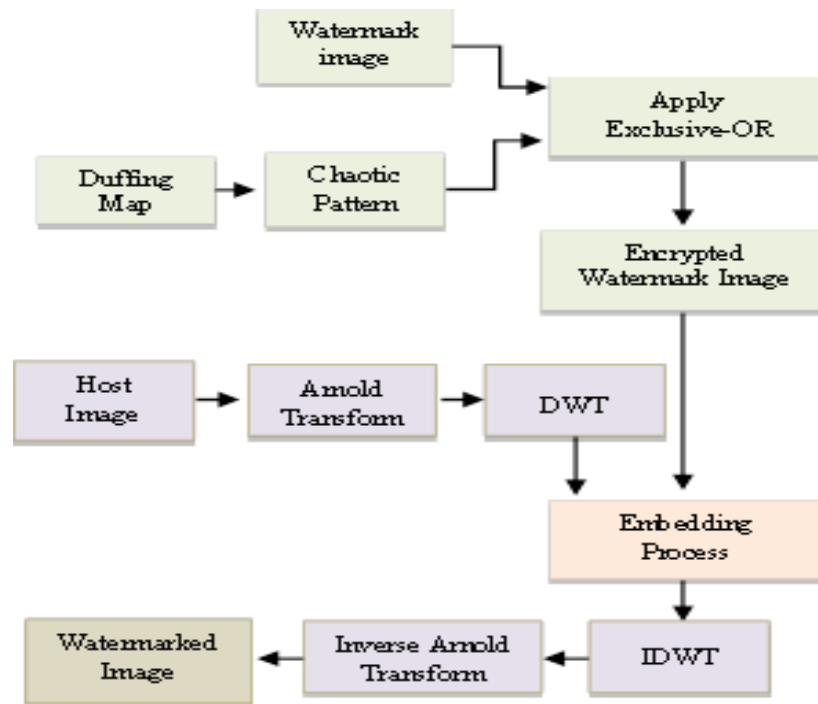 Watermark
image
Apply
Exclusive-OR
Duffing
Map
Chaotic
Pattern
Encrypted
Watermark Image
Host
Image
Arnold
Transform
DWT
Embedding
Process
Watermarked
Image
Inverse Arnold
Transform
IDWT